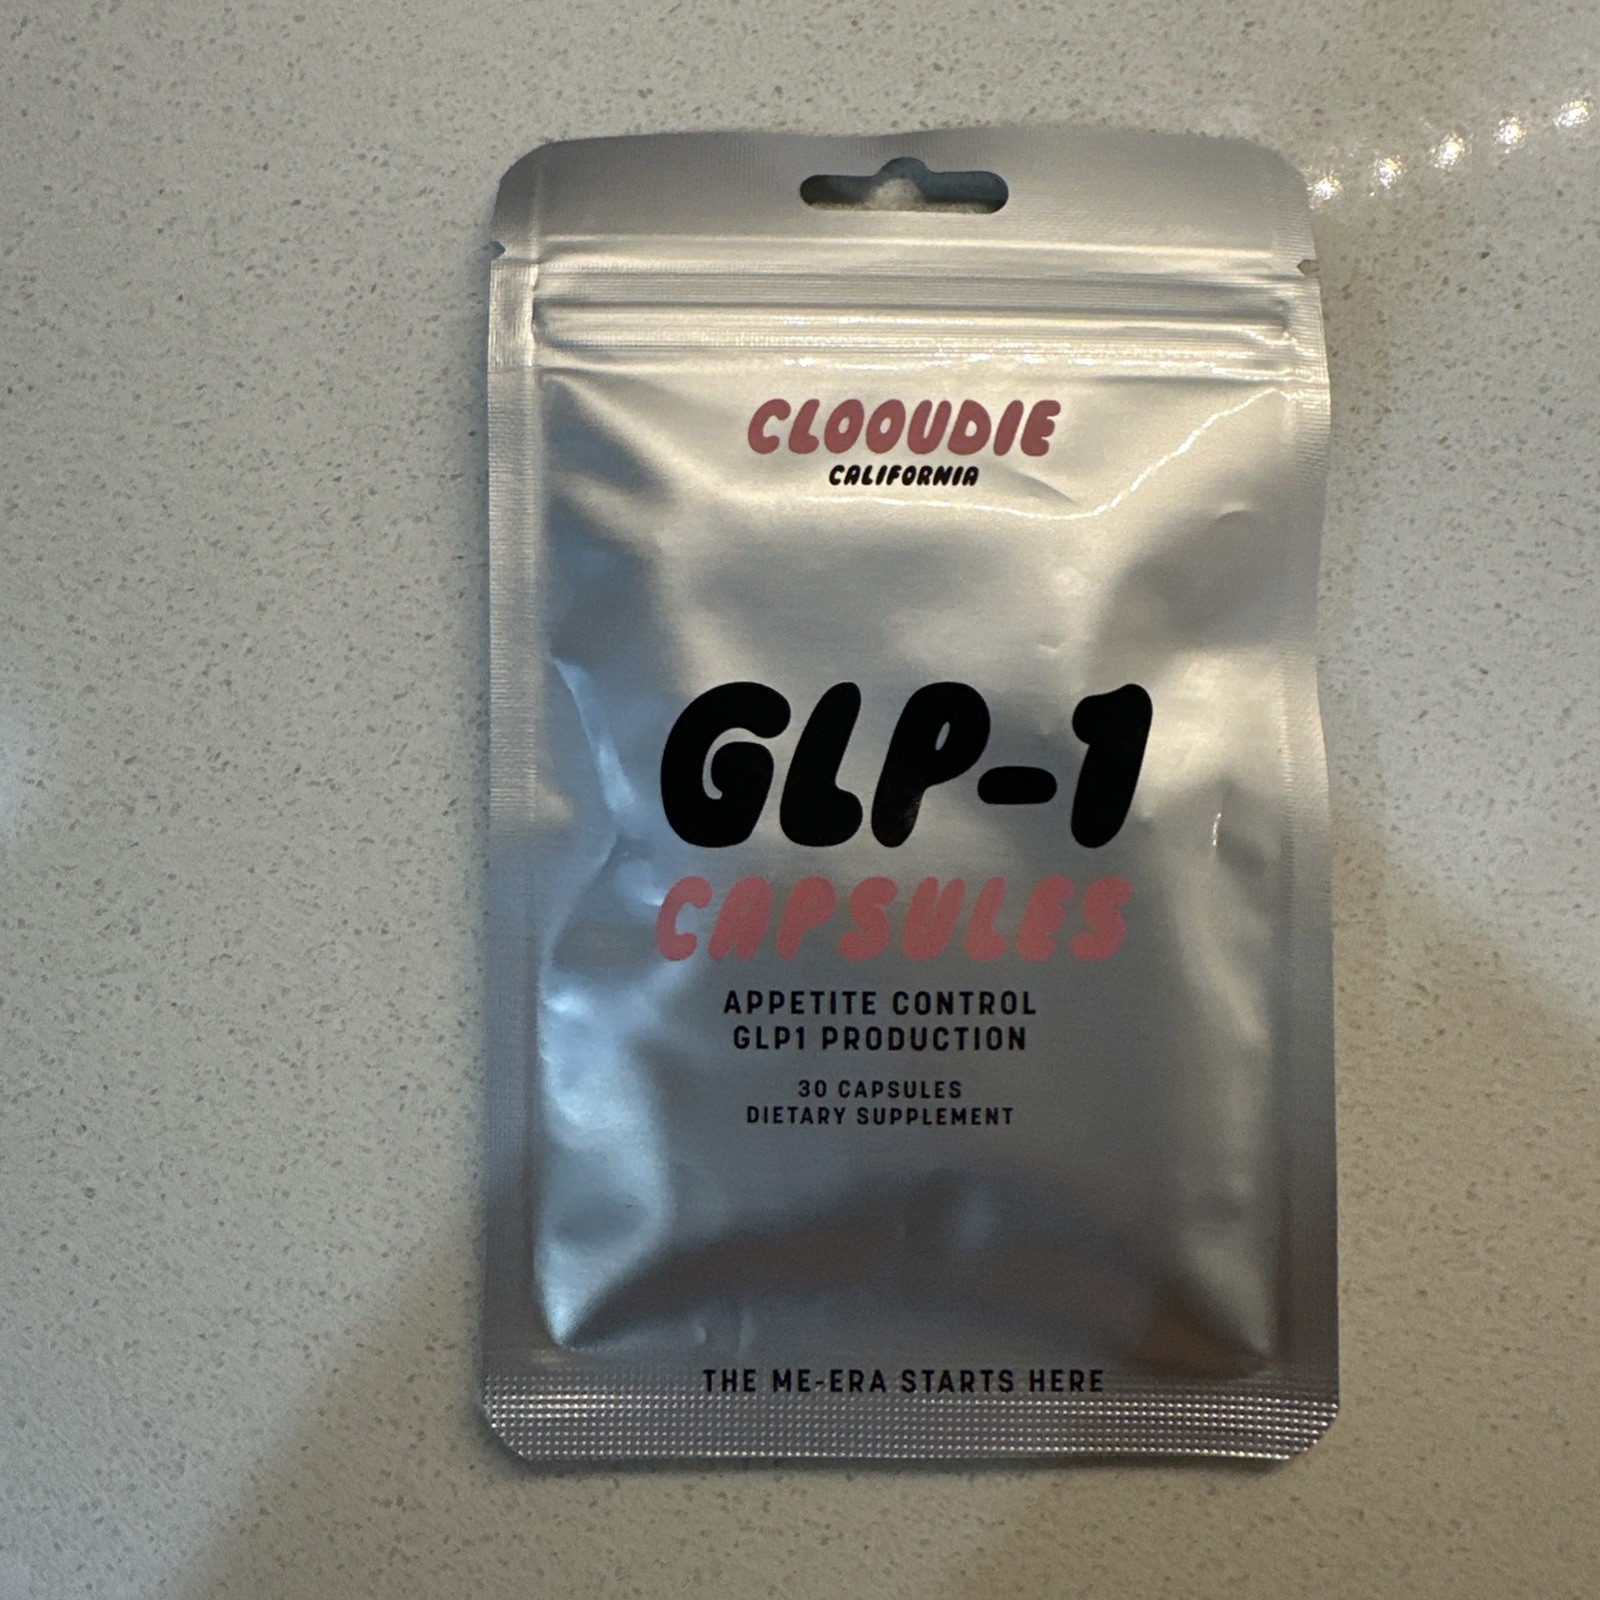 CLOOUDIE
CALIFORNIA
GLP-1
CAPSULES
APPETITE CONTROL
GLP1 PRODUCTION
30 CAPSULES
DIETARY SUPPLEMENT
THE ME-ERA STARTS HERE